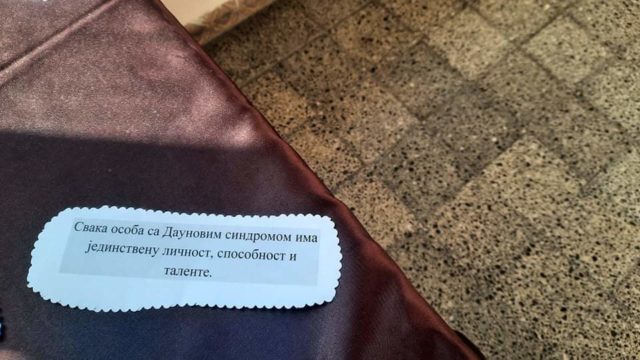 Свака особа са Дауновим синдромом има
јединствену личност, способност и
таленте.